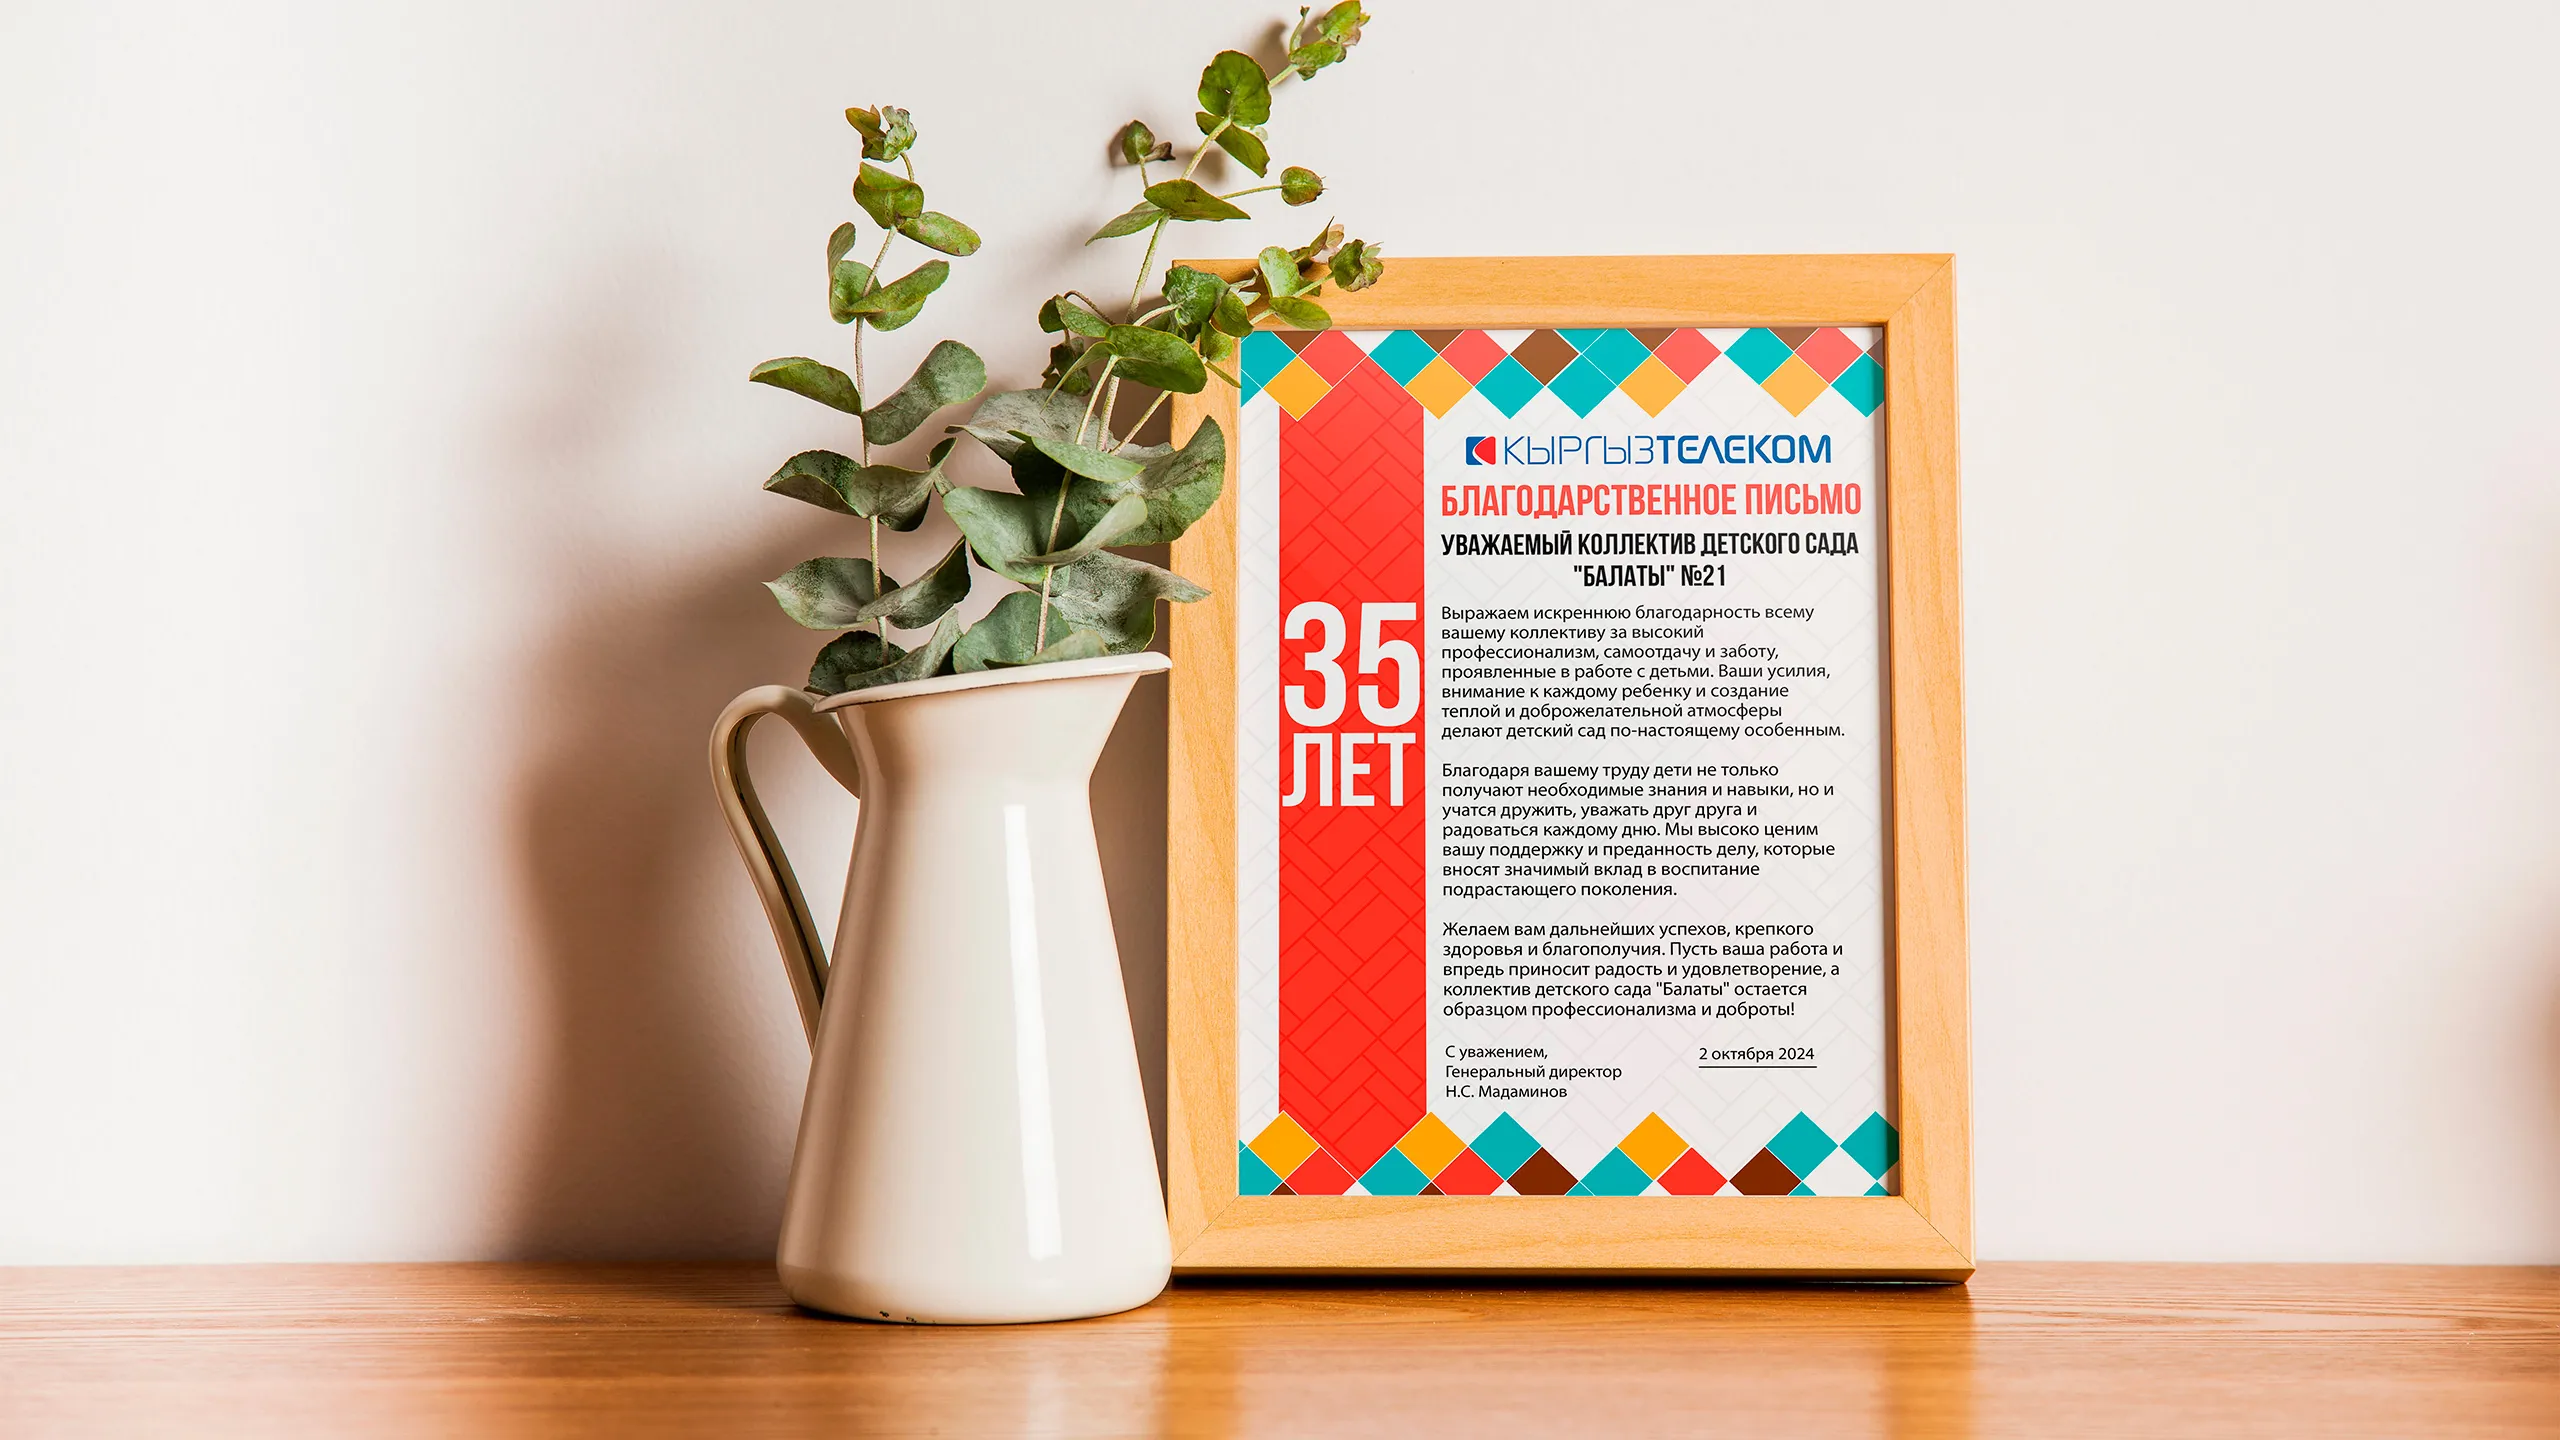 КЫРГЫЗТЕЛЕКОМ
БЛАГОДАРСТВЕННОЕ ПИСЬМО
УВАЖАЕМЫЙ КОЛЛЕКТИВ ДЕТСКОГО САДА
"БАЛАТЫ" №21
35
ЛЕТ
Выражаем искреннюю благодарность всему
вашему коллективу за высокий
профессионализм, самоотдачу и заботу,
проявленные в работе с детьми. Ваши усилия,
внимание к каждому ребенку и создание
теплой и доброжелательной атмосферы
делают детский сад по-настоящему особенным.
Благодаря вашему труду дети не только
получают необходимые знания и навыки, но и
учатся дружить, уважать друг друга и
радоваться каждому дню. Мы высоко ценим
вашу поддержку и преданность делу, которые
вносят значимый вклад в воспитание
подрастающего поколения.
Желаем вам дальнейших успехов, крепкого
здоровья и благополучия. Пусть ваша работа и
впредь приносит радость и удовлетворение, а
коллектив детского сада "Балаты" остается
образцом профессионализма и доброты!
С уважением,
Генеральный директор
Н.С. Мадаминов
2 октября 2024